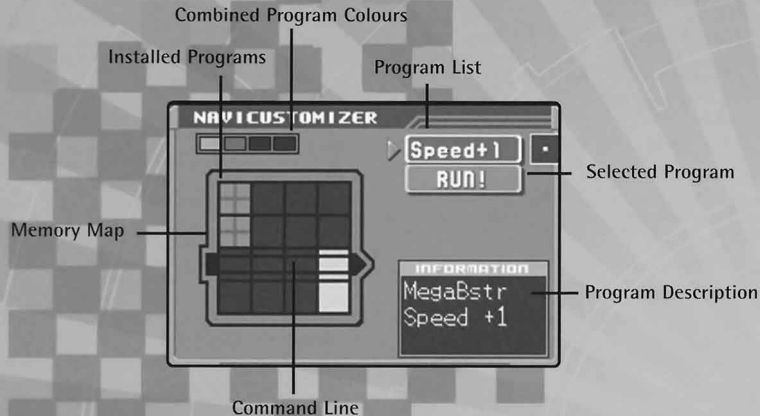 Combined Program Colours
Installed Programs
Program List
NAVICUSTOMIZER
Speed+1
RUN!
Selected Program
Memory Map
INFORMATION
MegaBstr
Speed +1
Program Description
Command Line